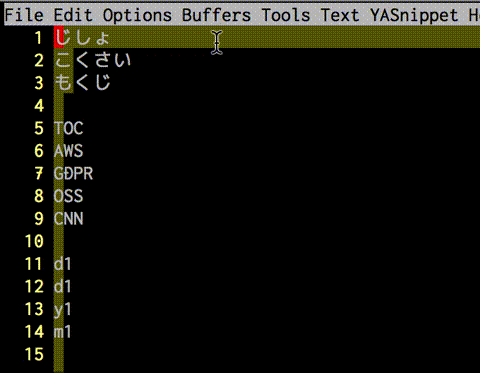 File Edit Options Buffers Tools Text YASnippet H
1 じしょ
2 こくさい
3 もくじ
4
5 TOC
6 AWS
7 GDPR
8 OSS
9 CNN
10
11 d1
12 d1
13 y1
14 m1
15